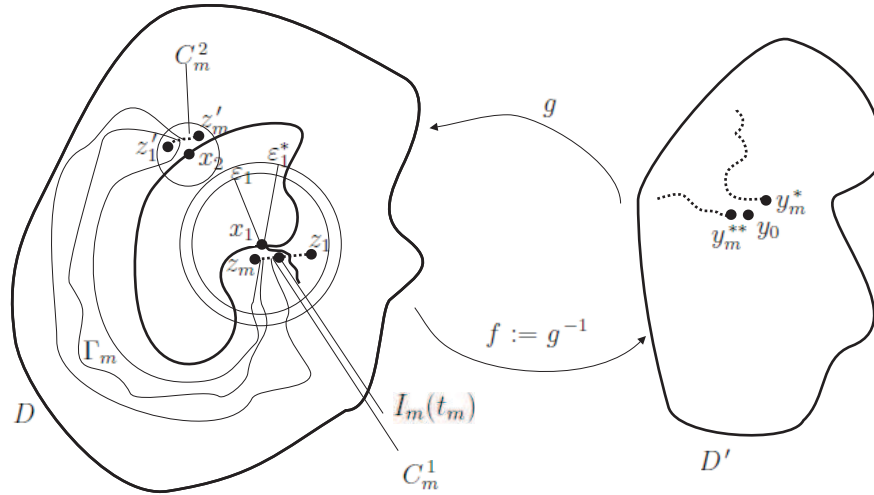 C_m^2
g
z'_m
z'_1
x_2
ε_1^*
ε_1
y_m^*
x_1
z_1
y_m^{**}
y_0
z_m
f := g^{-1}
Γ_m
D
I_m(t_m)
D'
C_m^1